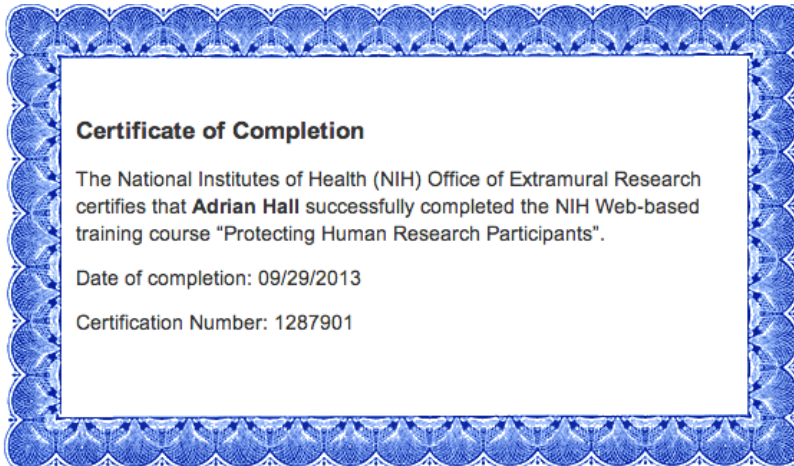 Certificate of Completion
The National Institutes of Health (NIH) Office of Extramural Research
certifies that Adrian Hall successfully completed the NIH Web-based
training course “Protecting Human Research Participants”.
Date of completion: 09/29/2013
Certification Number: 1287901